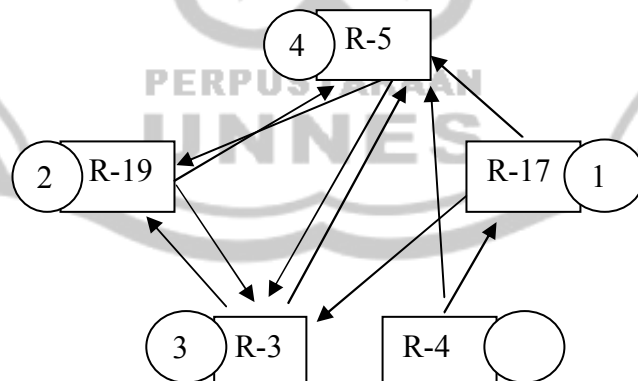 4 R-5
PERPUSTAKAAN
UNNES
2 R-19
R-17 1
3 R-3
R-4